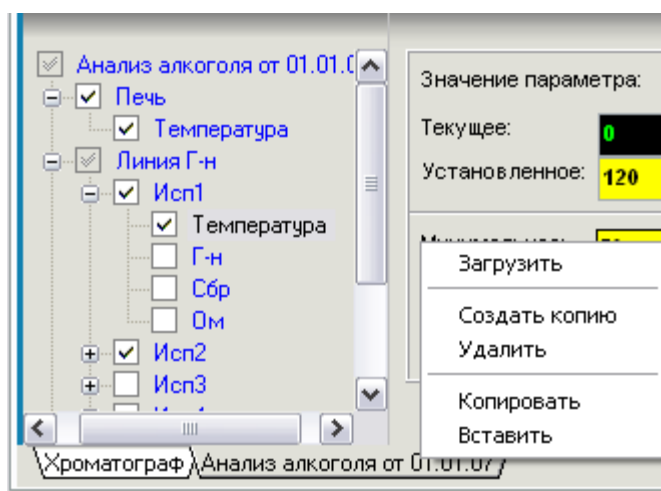 Анализ алкоголя от 01.01.0
Печь
Температура
Линия Г-н
Исп1
Температура
Г-н
Сбр
Ом
Исп2
Исп3
Значение параметра:
Текущее: 0
Установленное: 120
Загрузить
Создать копию
Удалить
Копировать
Вставить
Хроматограф Анализ алкоголя от 01.01.07